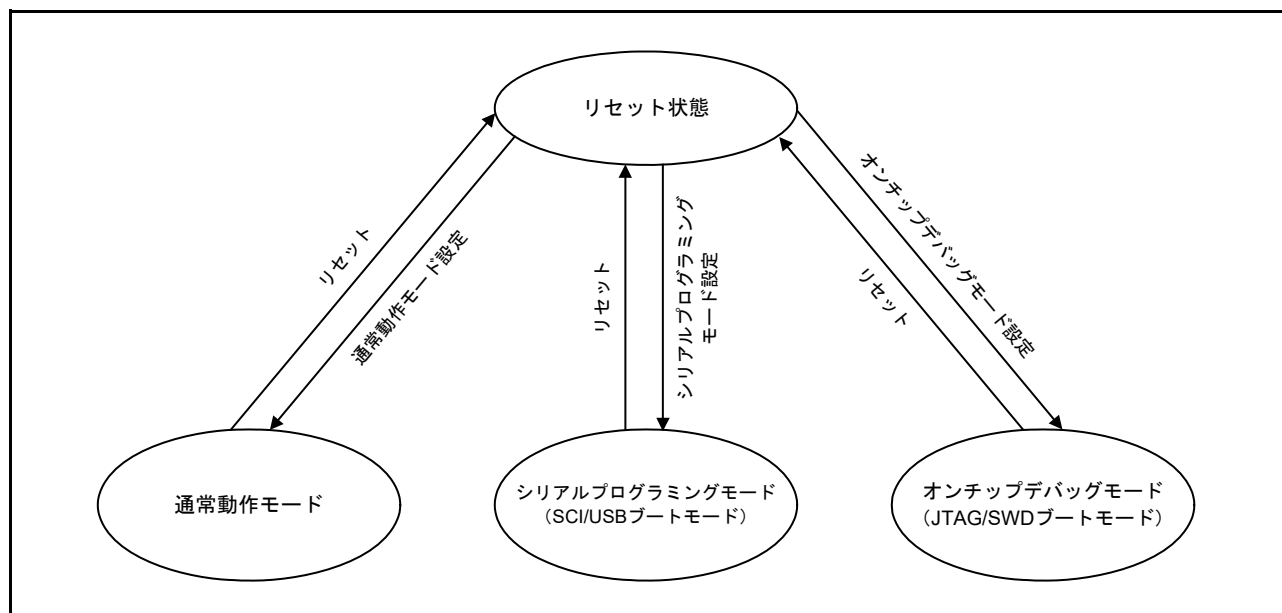 リセット状態
リセット
通常動作モード設定
リセット
シリアルプログラミング
モード設定
オンチップデバッグモード設定
リセット
通常動作モード
シリアルプログラミングモード
（SCI/USBブートモード）
オンチップデバッグモード
（JTAG/SWDブートモード）